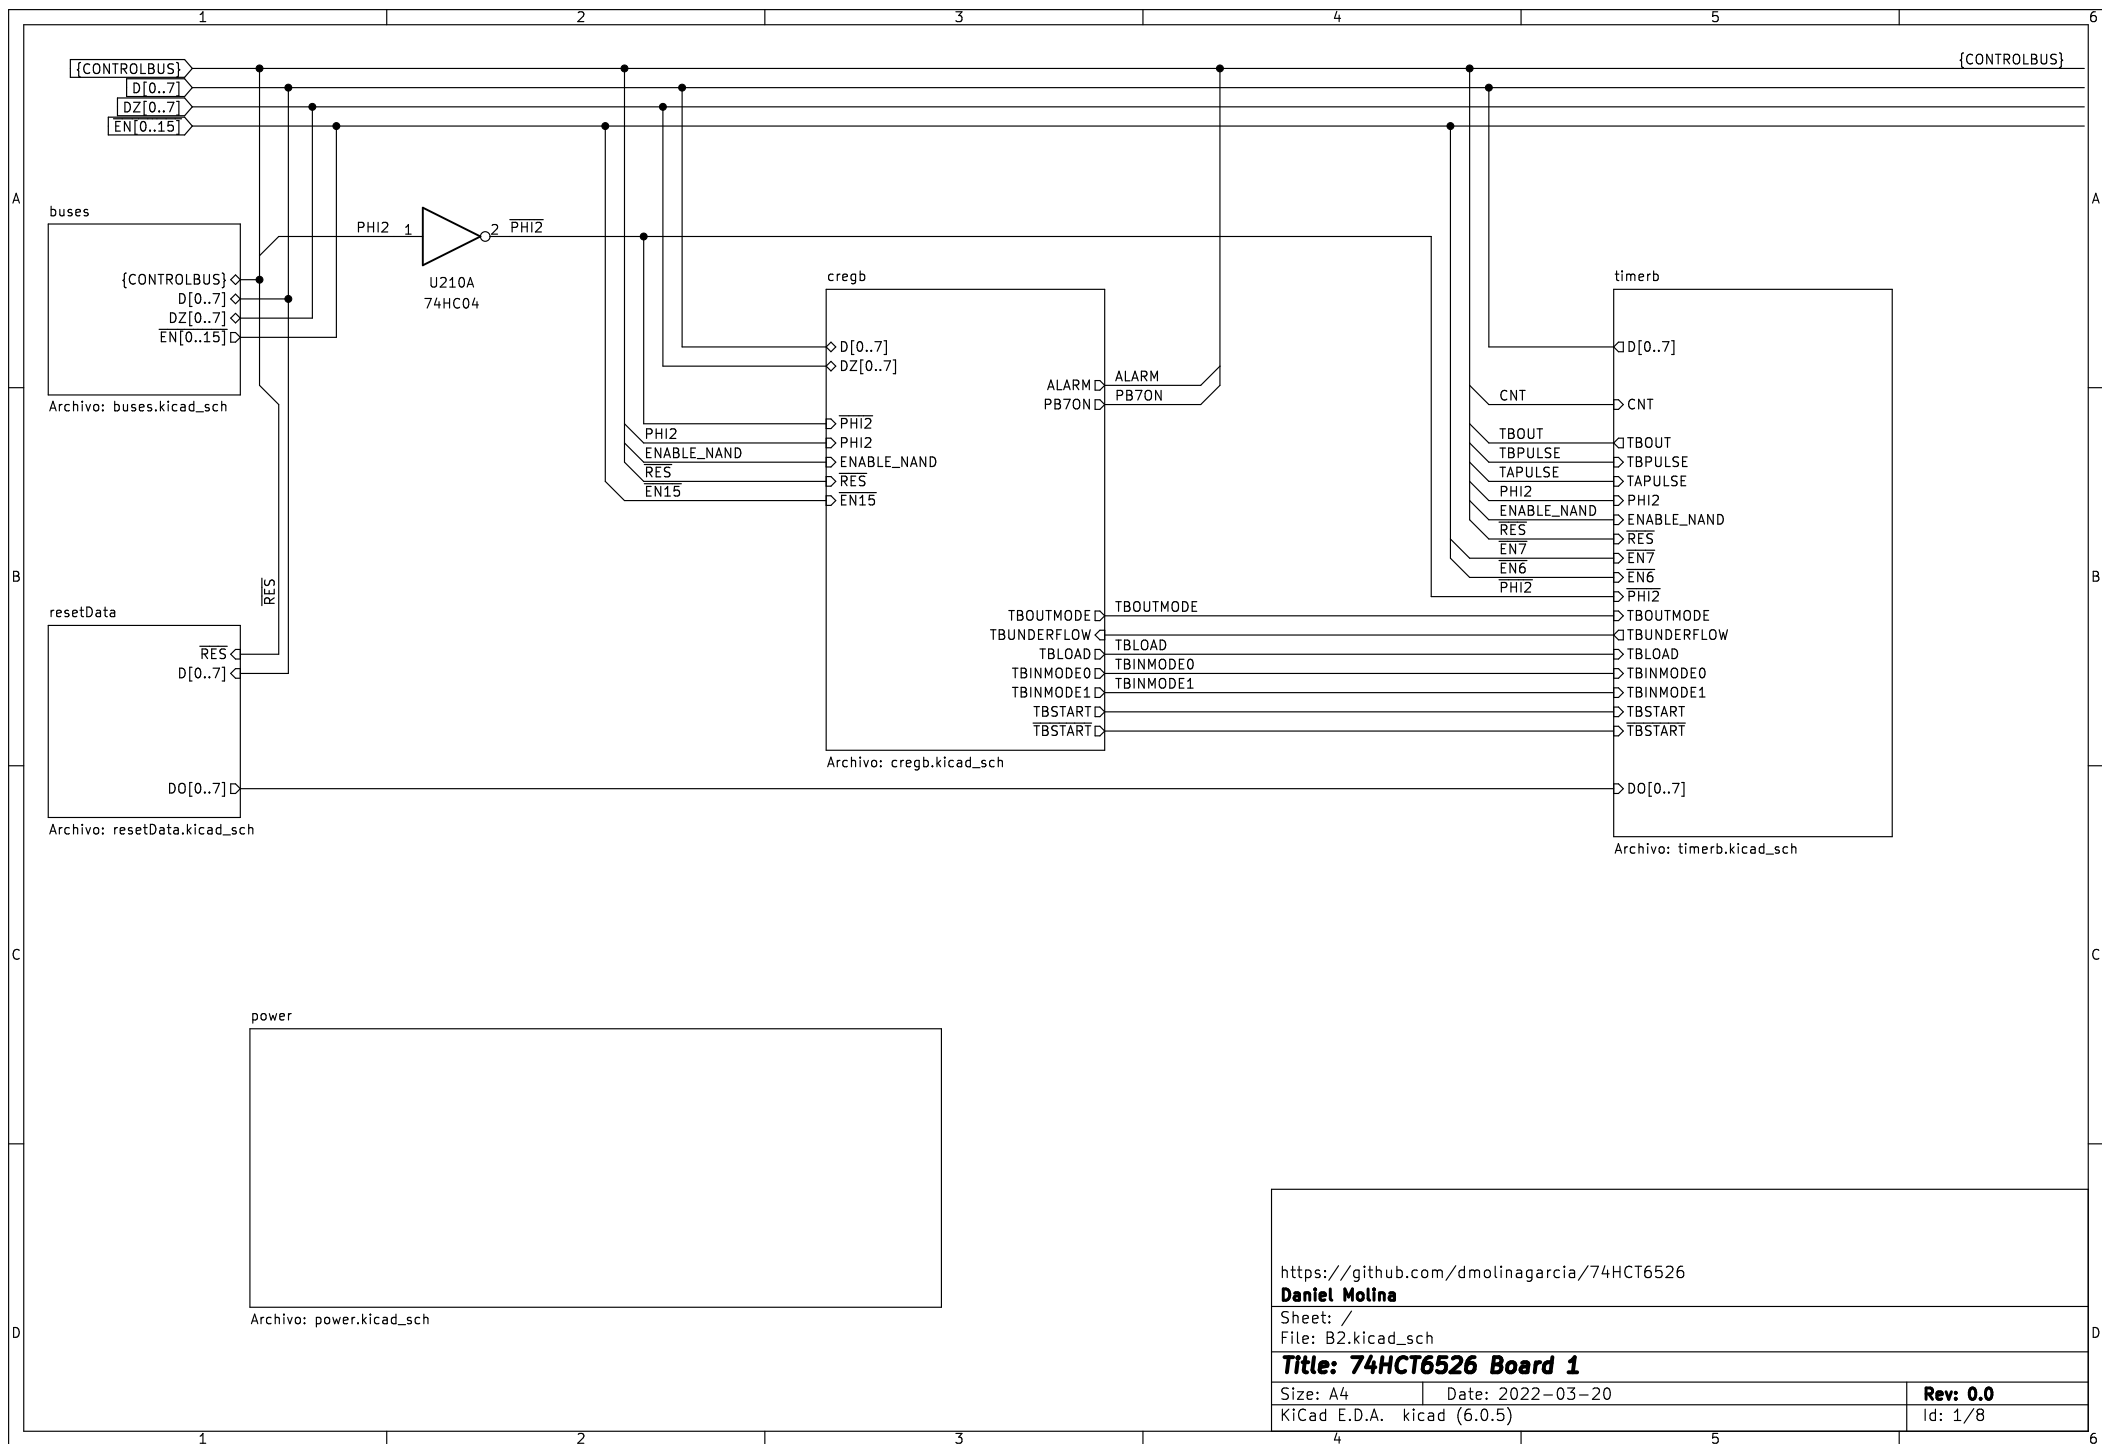 1 2 3 4 5 6
{CONTROLBUS} {CONTROLBUS}
D[0..7]
DZ[0..7]
EN[0..15]
A A
buses
PHI2 1 2 PHI2
U210A
74HC04
{CONTROLBUS}
D[0..7]
DZ[0..7]
EN[0..15]
Archivo: buses.kicad_sch
cregb
D[0..7]
DZ[0..7]
ALARM ALARM
PB7ON PB7ON
PHI2
PHI2 PHI2
ENABLE_NAND ENABLE_NAND
RES RES
EN15 EN15
TBOUTMODE TBOUTMODE
TBUNDERFLOW
TBLOAD TBLOAD
TBINMODE0 TBINMODE0
TBINMODE1 TBINMODE1
TBSTART
TBSTART
Archivo: cregb.kicad_sch
timerb
D[0..7]
CNT CNT
TBOUT TBOUT
TBPULSE TBPULSE
TAPULSE TAPULSE
PHI2 PHI2
ENABLE_NAND ENABLE_NAND
RES RES
EN7 EN7
EN6 EN6
PHI2 PHI2
TBOUTMODE
TBUNDERFLOW
TBLOAD
TBINMODE0
TBINMODE1
TBSTART
TBSTART
DO[0..7]
Archivo: timerb.kicad_sch
B B
RES
resetData
RES
D[0..7]
DO[0..7]
Archivo: resetData.kicad_sch
C C
power
Archivo: power.kicad_sch
D D
https://github.com/dmolinagarcia/74HCT6526
Daniel Molina
Sheet: /
File: B2.kicad_sch
Title: 74HCT6526 Board 1
Size: A4 Date: 2022-03-20 Rev: 0.0
KiCad E.D.A. kicad (6.0.5) Id: 1/8
1 2 3 4 5 6